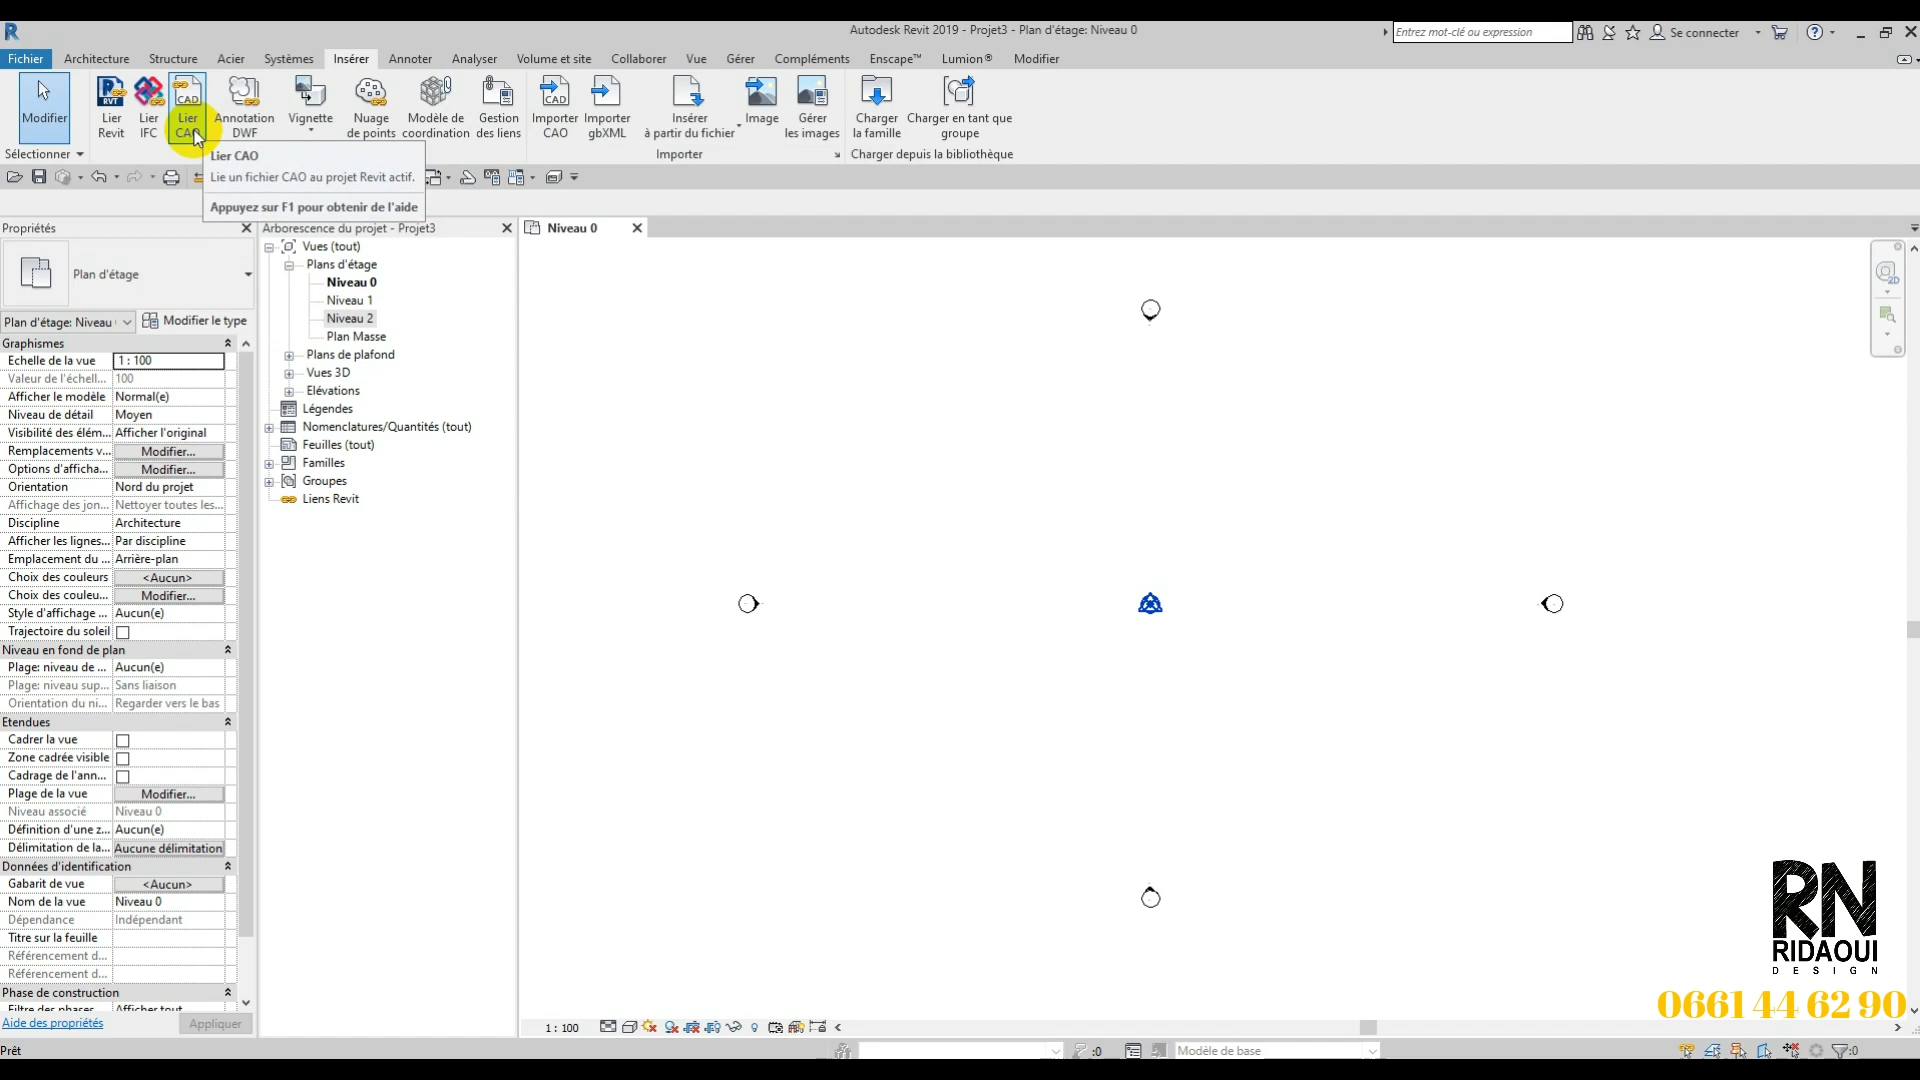 Autodesk Revit 2019 - Projet3 - Plan d'étage: Niveau 0
Entrez mot-clé ou expression
Se connecter
Fichier Architecture Structure Acier Systèmes Insérer Annoter Analyser Volume et site Collaborer Vue Gérer Compléments Enscape™ Lumion® Modifier
Modifier
Lier Revit
Lier IFC
Lier CAO
Annotation DWF
Vignette
Nuage de points
Modèle de coordination
Gestion des liens
Importer CAO
Importer gbXML
Insérer à partir du fichier
Image
Gérer les images
Charger la famille
Charger en tant que groupe
Sélectionner
Importer
Charger depuis la bibliothèque
Lier CAO
Lie un fichier CAO au projet Revit actif.
Appuyez sur F1 pour obtenir de l'aide
Propriétés
Plan d'étage
Plan d'étage: Niveau
Modifier le type
Graphismes
Echelle de la vue 1 : 100
Valeur de l'échell... 100
Afficher le modèle Normal(e)
Niveau de détail Moyen
Visibilité des élém... Afficher l'original
Remplacements v... Modifier...
Options d'afficha... Modifier...
Orientation Nord du projet
Affichage des jon... Nettoyer toutes les...
Discipline Architecture
Afficher les lignes... Par discipline
Emplacement du ... Arrière-plan
Choix des couleurs <Aucun>
Choix des couleu... Modifier...
Style d'affichage ... Aucun(e)
Trajectoire du soleil
Niveau en fond de plan
Plage: niveau de ... Aucun(e)
Plage: niveau sup... Sans liaison
Orientation du ni... Regarder vers le bas
Etendues
Cadrer la vue
Zone cadrée visible
Cadrage de l'ann...
Plage de la vue Modifier...
Niveau associé Niveau 0
Définition d'une z... Aucun(e)
Délimitation de la... Aucune délimitation
Données d'identification
Gabarit de vue <Aucun>
Nom de la vue Niveau 0
Dépendance Indépendant
Titre sur la feuille
Référencement d...
Référencement d...
Phase de construction
Filtre des phases Afficher tout
Aide des propriétés
Appliquer
Arborescence du projet - Projet3
Vues (tout)
Plans d'étage
Niveau 0
Niveau 1
Niveau 2
Plan Masse
Plans de plafond
Vues 3D
Elévations
Légendes
Nomenclatures/Quantités (tout)
Feuilles (tout)
Familles
Groupes
Liens Revit
Niveau 0
RN
RIDAOUI
DESIGN
0661 44 62 90
1 : 100
Prêt
:0
Modèle de base
:0